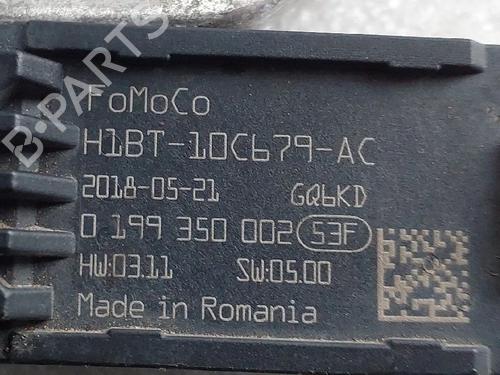 FoMoCo
H1BT-10C679-AC
2018-05-21 GQ6KD
0 199 350 002 53F
HW:03.11 SW:05.00
Made in Romania
B-PARTS